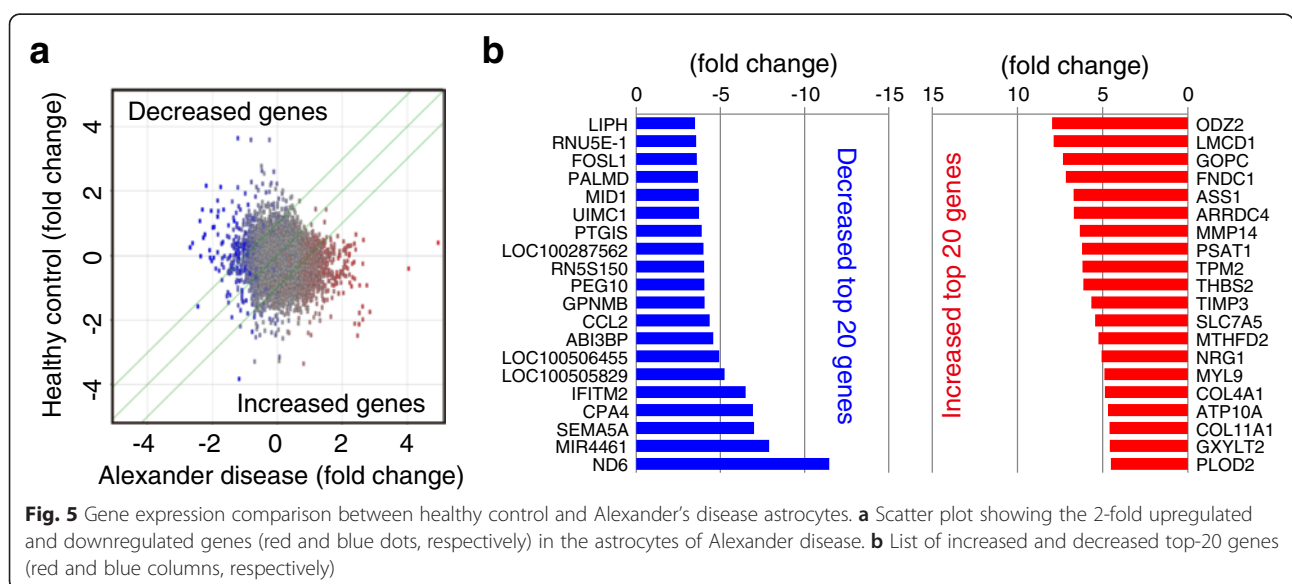 a
Decreased genes
Increased genes
Healthy control (fold change)
4
2
0
-2
-4
-4 -2 0 2 4
Alexander disease (fold change)
b
(fold change)
0 -5 -10 -15
LIPH
RNU5E-1
FOSL1
PALMD
MID1
UIMC1
PTGIS
LOC100287562
RN5S150
PEG10
GPNMB
CCL2
ABI3BP
LOC100506455
LOC100505829
IFITM2
CPA4
SEMA5A
MIR4461
ND6
Decreased top 20 genes
(fold change)
15 10 5 0
Increased top 20 genes
ODZ2
LMCD1
GOPC
FNDC1
ASS1
ARRDC4
MMP14
PSAT1
TPM2
THBS2
TIMP3
SLC7A5
MTHFD2
NRG1
MYL9
COL4A1
ATP10A
COL11A1
GXYLT2
PLOD2
Fig. 5 Gene expression comparison between healthy control and Alexander's disease astrocytes. a Scatter plot showing the 2-fold upregulated
and downregulated genes (red and blue dots, respectively) in the astrocytes of Alexander disease. b List of increased and decreased top-20 genes
(red and blue columns, respectively)